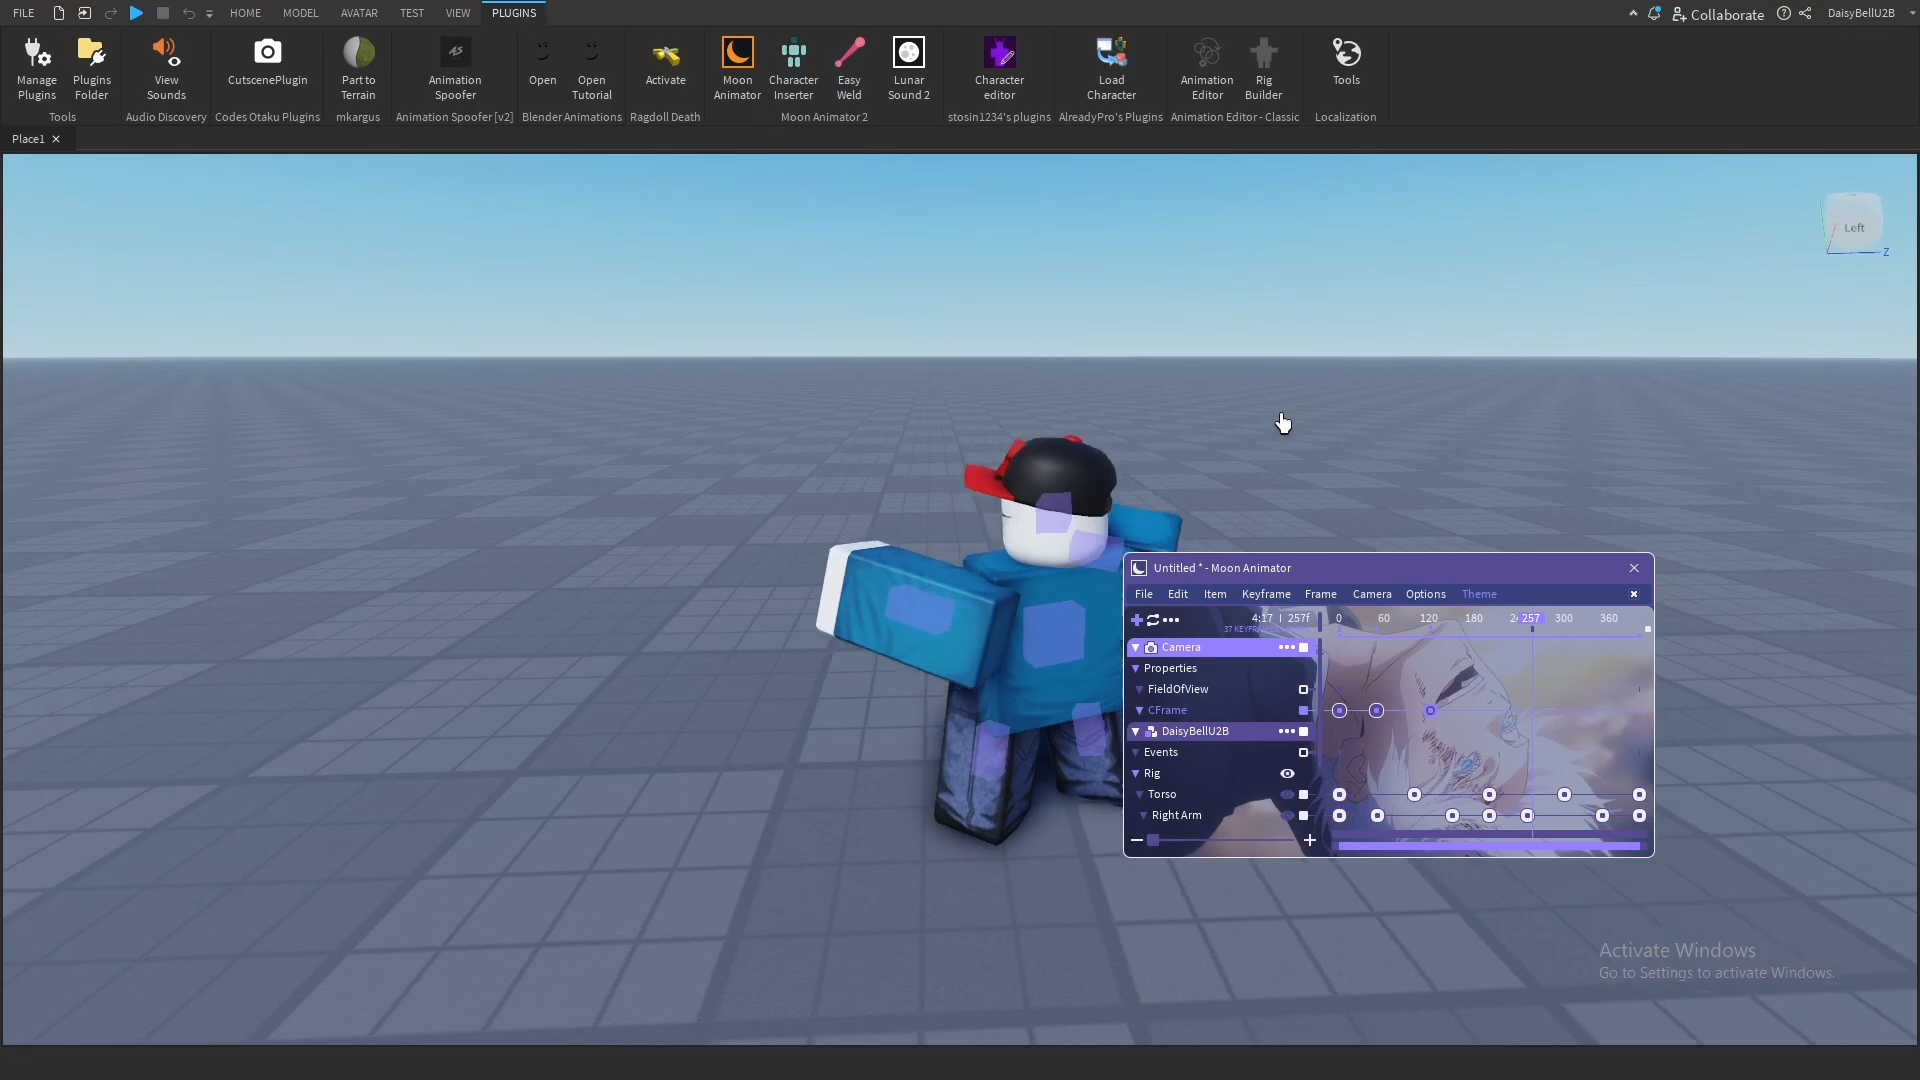 FILE HOME MODEL AVATAR TEST VIEW PLUGINS Collaborate DaisyBellU2B
Manage Plugins
Plugins Folder
View Sounds
CutscenePlugin
Part to Terrain
Animation Spoofer
Open
Open Tutorial
Activate
Moon Animator
Character Inserter
Easy Weld
Lunar Sound 2
Character editor
Load Character
Animation Editor
Rig Builder
Tools
Tools Audio Discovery Codes Otaku Plugins mkargus Animation Spoofer [v2] Blender Animations Ragdoll Death Moon Animator 2 stosin1234's plugins AlreadyPro's Plugins Animation Editor - Classic Localization
Place1
Left
Z
Untitled * - Moon Animator
File Edit Item Keyframe Frame Camera Options Theme
4:17 | 257f 0 60 120 180 257 300 360
Camera
Properties
FieldOfView
CFrame
DaisyBellU2B
Events
Rig
Torso
Right Arm
Activate Windows
Go to Settings to activate Windows.